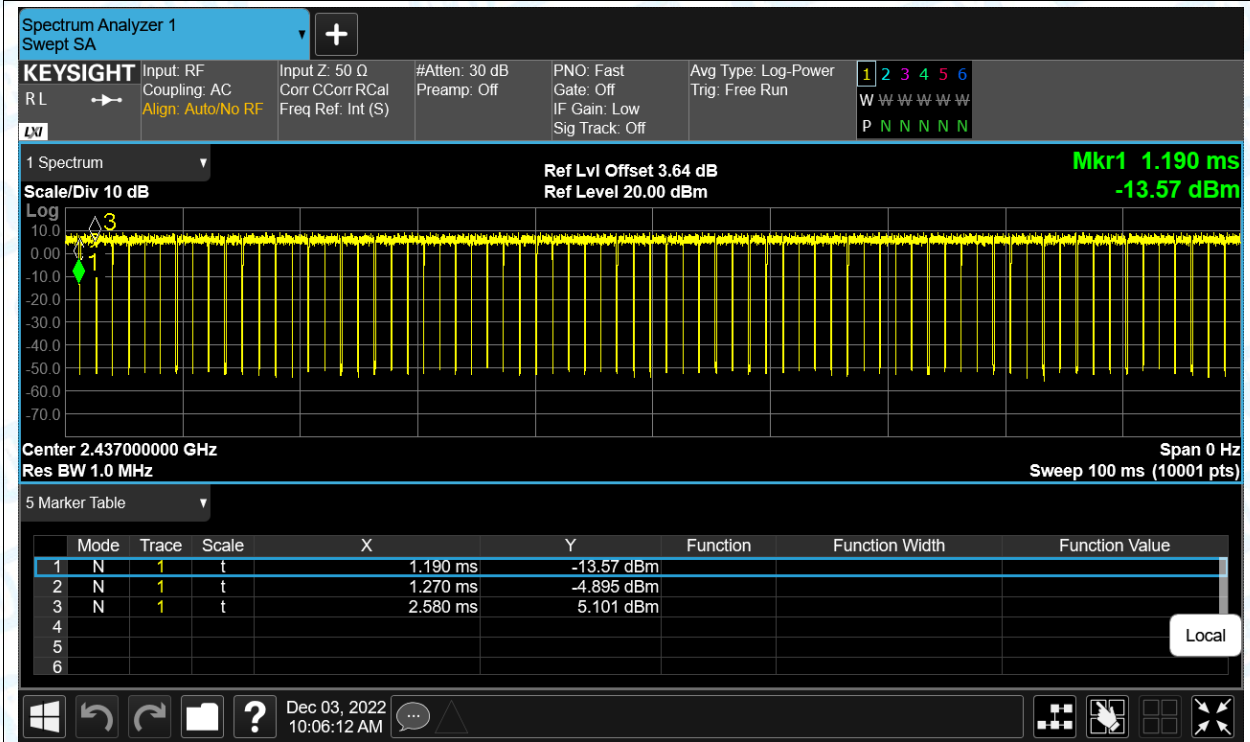 Spectrum Analyzer 1
Swept SA
+
KEYSIGHT
R L
LXI
Input: RF
Coupling: AC
Align: Auto/No RF
Input Z: 50 Ω
Corr CCorr RCal
Freq Ref: Int (S)
#Atten: 30 dB
Preamp: Off
PNO: Fast
Gate: Off
IF Gain: Low
Sig Track: Off
Avg Type: Log-Power
Trig: Free Run
1 2 3 4 5 6
W W W W W W
P N N N N N
1 Spectrum
Scale/Div 10 dB
Ref Lvl Offset 3.64 dB
Ref Level 20.00 dBm
Mkr1 1.190 ms
-13.57 dBm
Log
10.0
0.00
-10.0
-20.0
-30.0
-40.0
-50.0
-60.0
-70.0
3
1
Center 2.437000000 GHz
Res BW 1.0 MHz
Span 0 Hz
Sweep 100 ms (10001 pts)
5 Marker Table
Mode Trace Scale X Y Function Function Width Function Value
1 N 1 t 1.190 ms -13.57 dBm
2 N 1 t 1.270 ms -4.895 dBm
3 N 1 t 2.580 ms 5.101 dBm
4
5
6
Local
?
Dec 03, 2022
10:06:12 AM